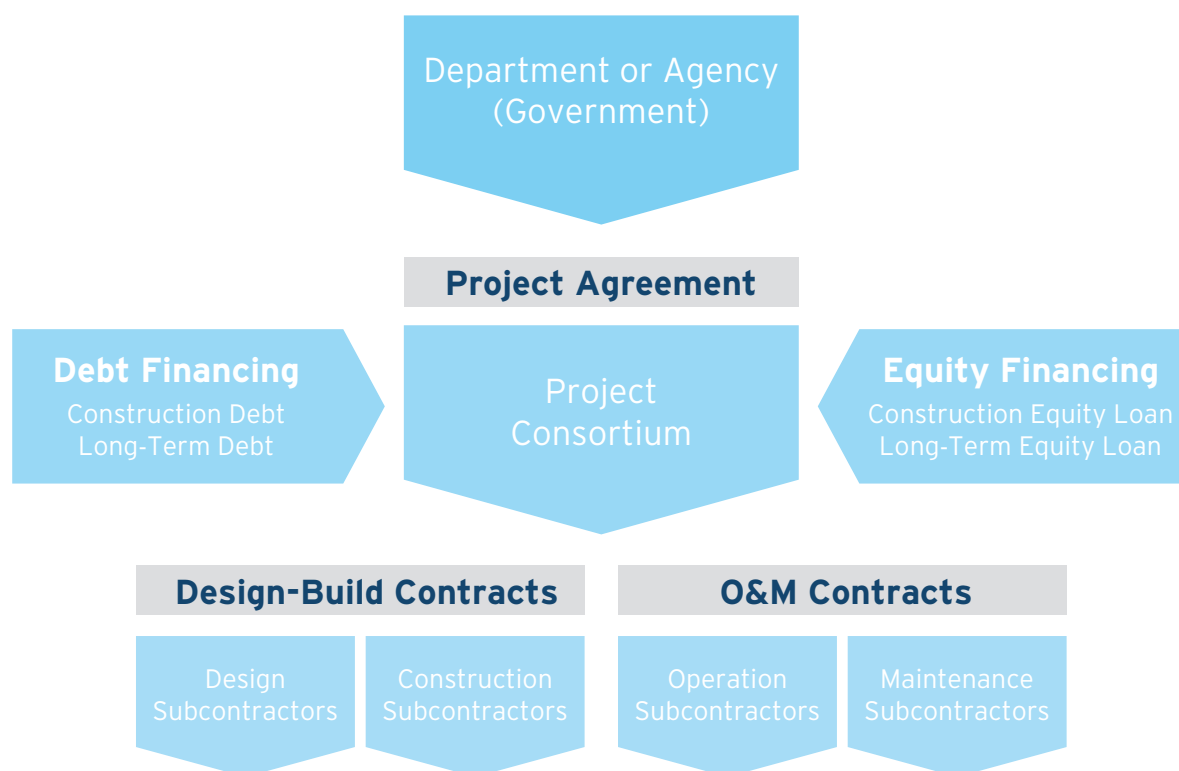 Department or Agency
(Government)
Project Agreement
Debt Financing
Construction Debt
Long-Term Debt
Project
Consortium
Equity Financing
Construction Equity Loan
Long-Term Equity Loan
Design-Build Contracts
O&M Contracts
Design
Subcontractors
Construction
Subcontractors
Operation
Subcontractors
Maintenance
Subcontractors